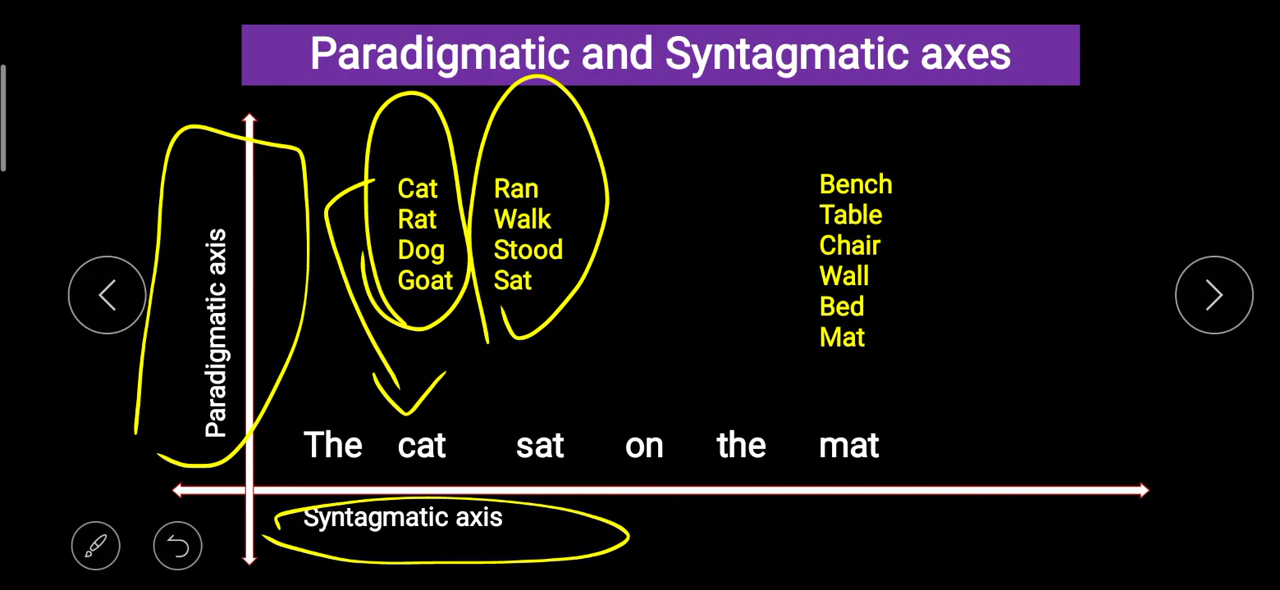 Paradigmatic and Syntagmatic axes
Paradigmatic axis
Cat
Rat
Dog
Goat
Ran
Walk
Stood
Sat
Bench
Table
Chair
Wall
Bed
Mat
The cat sat on the mat
Syntagmatic axis